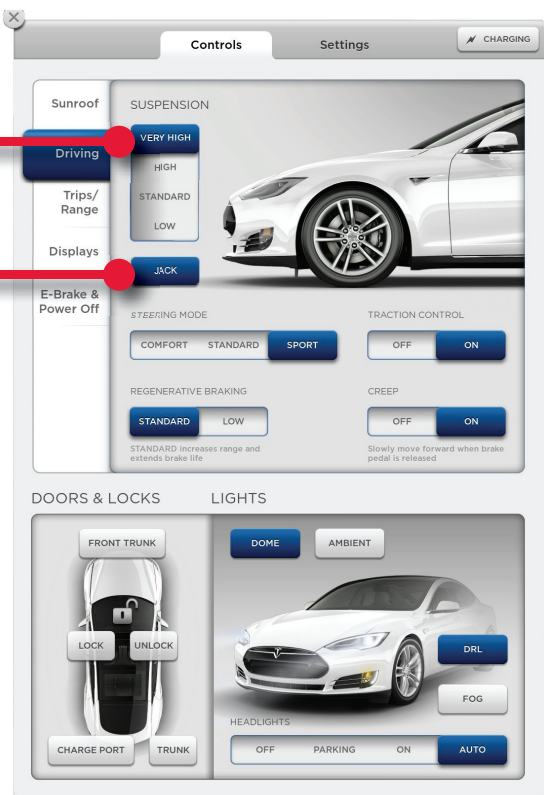 Controls
Settings
CHARGING
Sunroof
Driving
Trips/
Range
Displays
E-Brake &
Power Off
SUSPENSION
VERY HIGH
HIGH
STANDARD
LOW
JACK
STEERING MODE
COMFORT STANDARD SPORT
TRACTION CONTROL
OFF ON
REGENERATIVE BRAKING
STANDARD LOW
STANDARD increases range and
extends brake life
CREEP
OFF ON
Slowly move forward when brake
pedal is released
DOORS & LOCKS
FRONT TRUNK
LOCK UNLOCK
CHARGE PORT TRUNK
LIGHTS
DOME AMBIENT
DRL
FOG
HEADLIGHTS
OFF PARKING ON AUTO